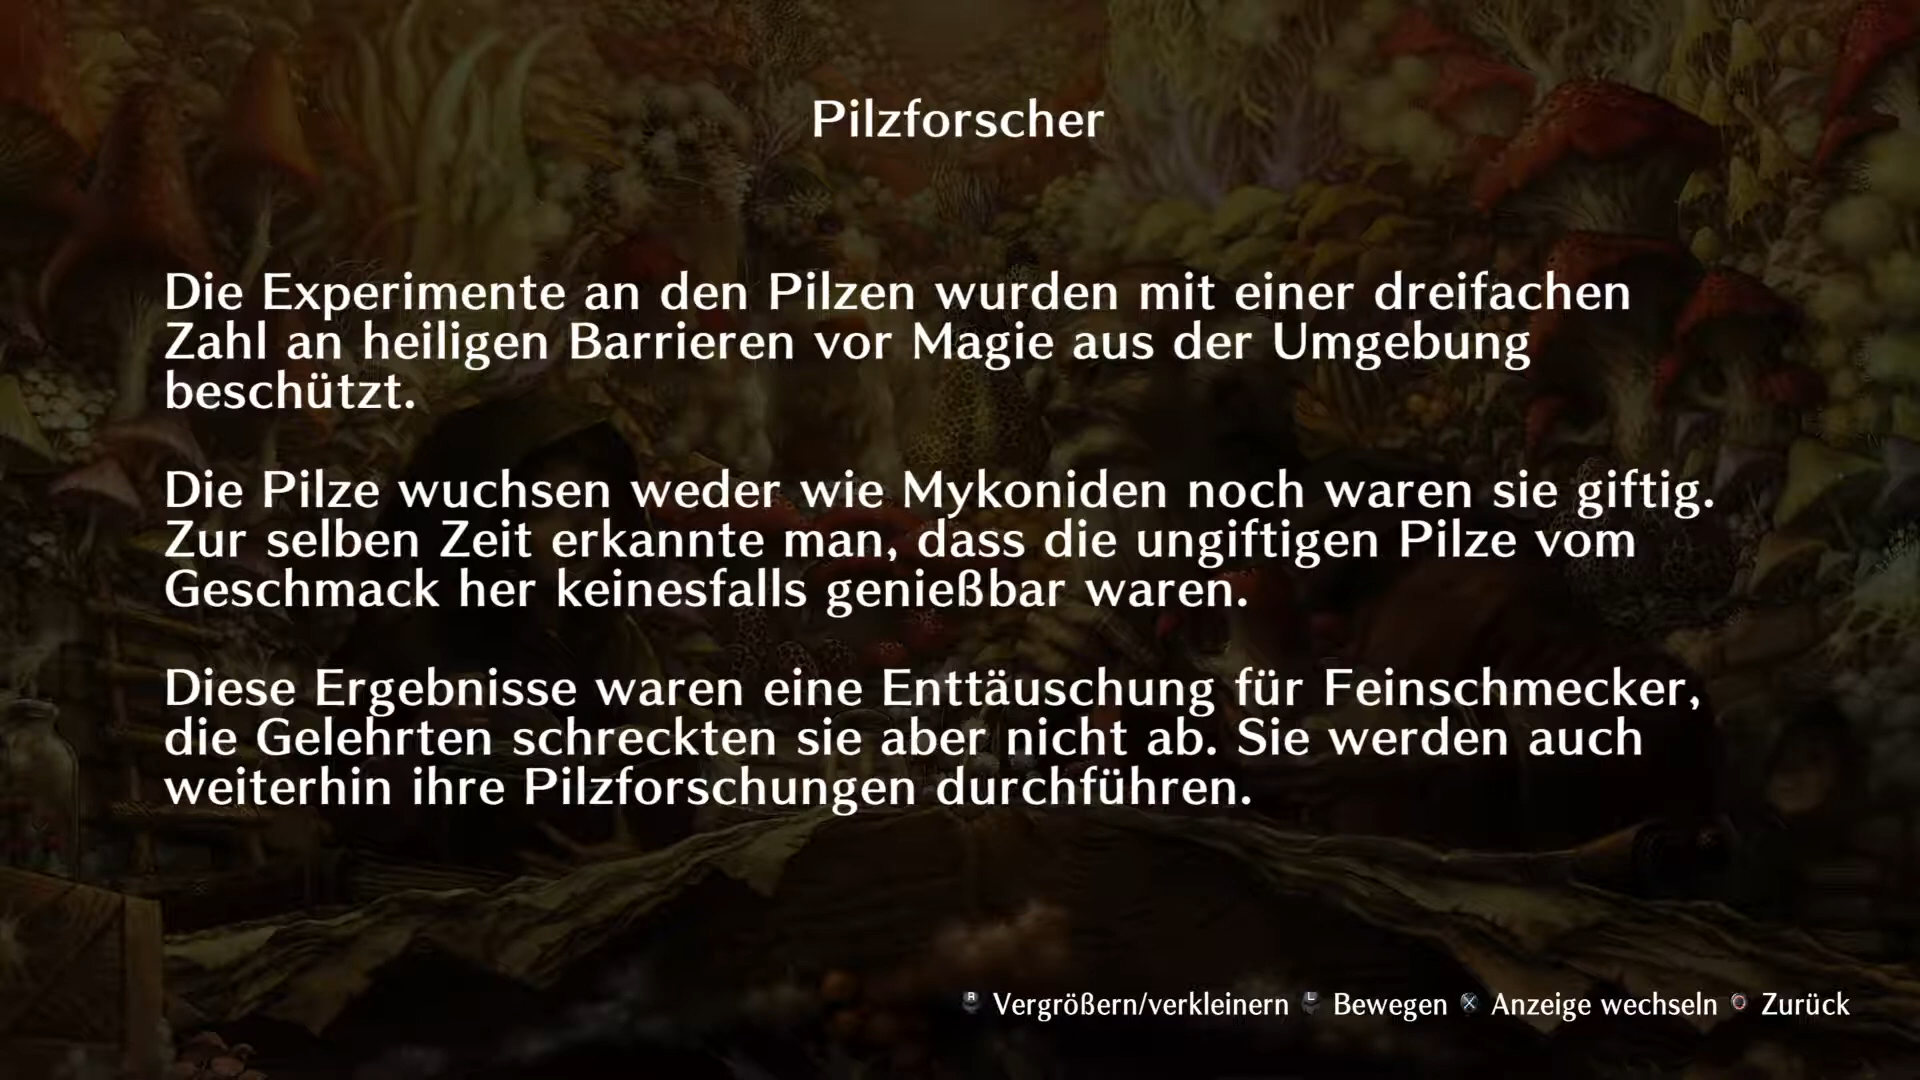 Pilzforscher
Die Experimente an den Pilzen wurden mit einer dreifachen
Zahl an heiligen Barrieren vor Magie aus der Umgebung
beschützt.
Die Pilze wuchsen weder wie Mykoniden noch waren sie giftig.
Zur selben Zeit erkannte man, dass die ungiftigen Pilze vom
Geschmack her keinesfalls genießbar waren.
Diese Ergebnisse waren eine Enttäuschung für Feinschmecker,
die Gelehrten schreckten sie aber nicht ab. Sie werden auch
weiterhin ihre Pilzforschungen durchführen.
R Vergrößern/verkleinern L Bewegen Anzeige wechseln Zurück